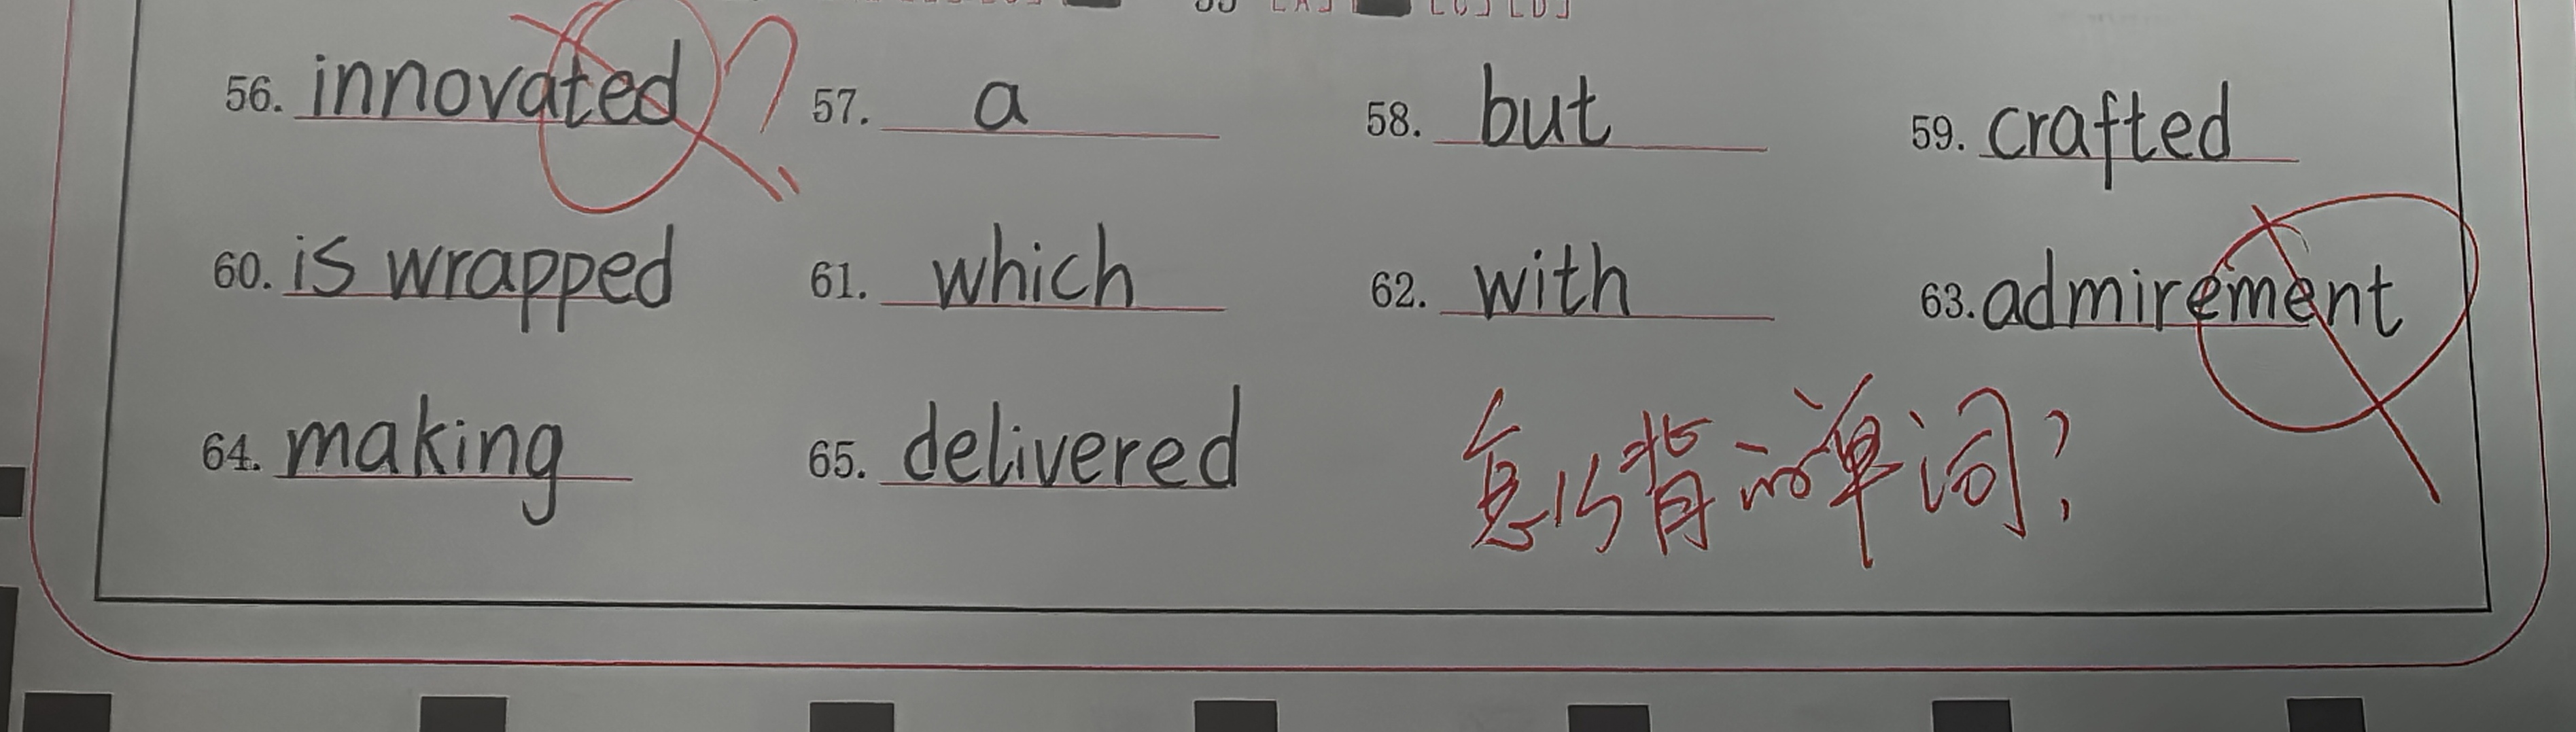 56. innovated ? 57. a 58. but 59. crafted
60. is wrapped 61. which 62. with 63. admirement
64. making 65. delivered 怎么背的单词?